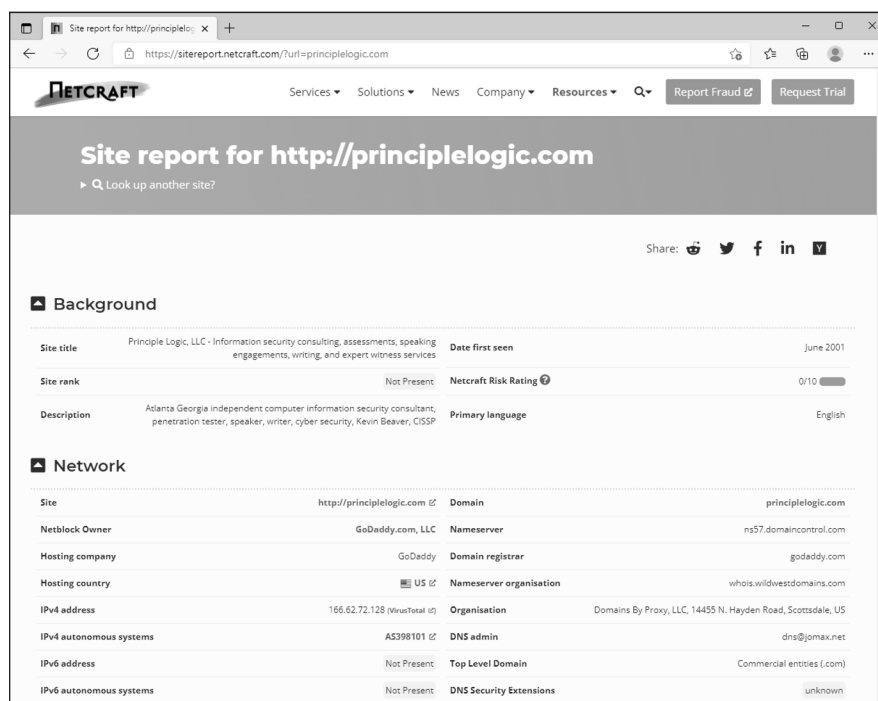 Site report for http://principlelog
https://sitereport.netcraft.com/?url=principlelogic.com
NETCRAFT
Services Solutions News Company Resources Report Fraud Request Trial
Site report for http://principlelogic.com
Look up another site?
Share: f in Y
Background
Site title Principle Logic, LLC - Information security consulting, assessments, speaking engagements, writing, and expert witness services Date first seen June 2001
Site rank Not Present Netcraft Risk Rating ? 0/10
Description Atlanta Georgia independent computer information security consultant, penetration tester, speaker, writer, cyber security, Kevin Beaver, CISSP Primary language English
Network
Site http://principlelogic.com Domain principlelogic.com
Netblock Owner GoDaddy.com, LLC Nameserver ns57.domaincontrol.com
Hosting company GoDaddy Domain registrar godaddy.com
Hosting country US Nameserver organisation whois.wildwestdomains.com
IPv4 address 166.62.72.128 (VirusTotal) Organisation Domains By Proxy, LLC, 14455 N. Hayden Road, Scottsdale, US
IPv4 autonomous systems AS398101 DNS admin dns@jomax.net
IPv6 address Not Present Top Level Domain Commercial entities (.com)
IPv6 autonomous systems Not Present DNS Security Extensions unknown